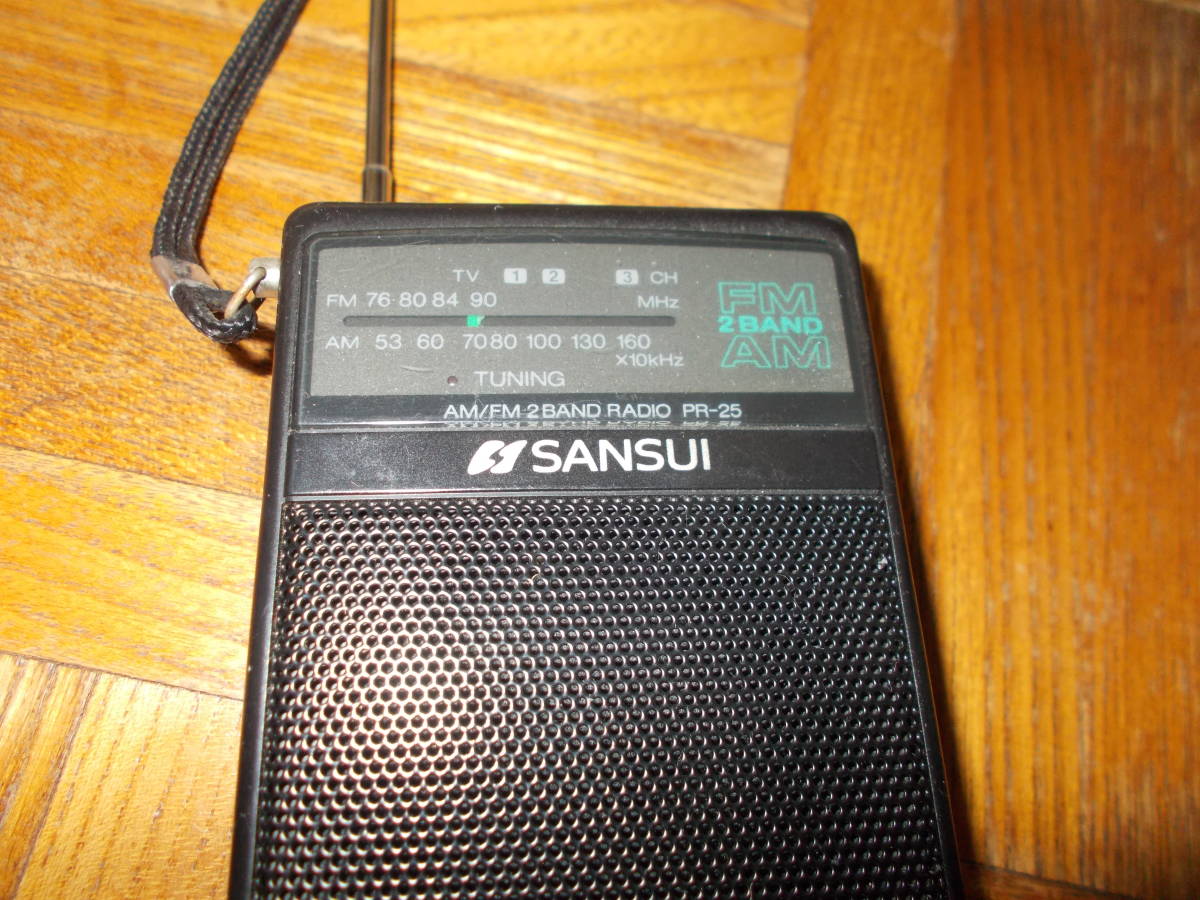 TV 1 2 3 CH
FM 76 80 84 90 MHz
AM 53 60 70 80 100 130 160
X10kHz
TUNING
FM
2 BAND
AM
AM/FM 2 BAND RADIO PR-25
SANSUI